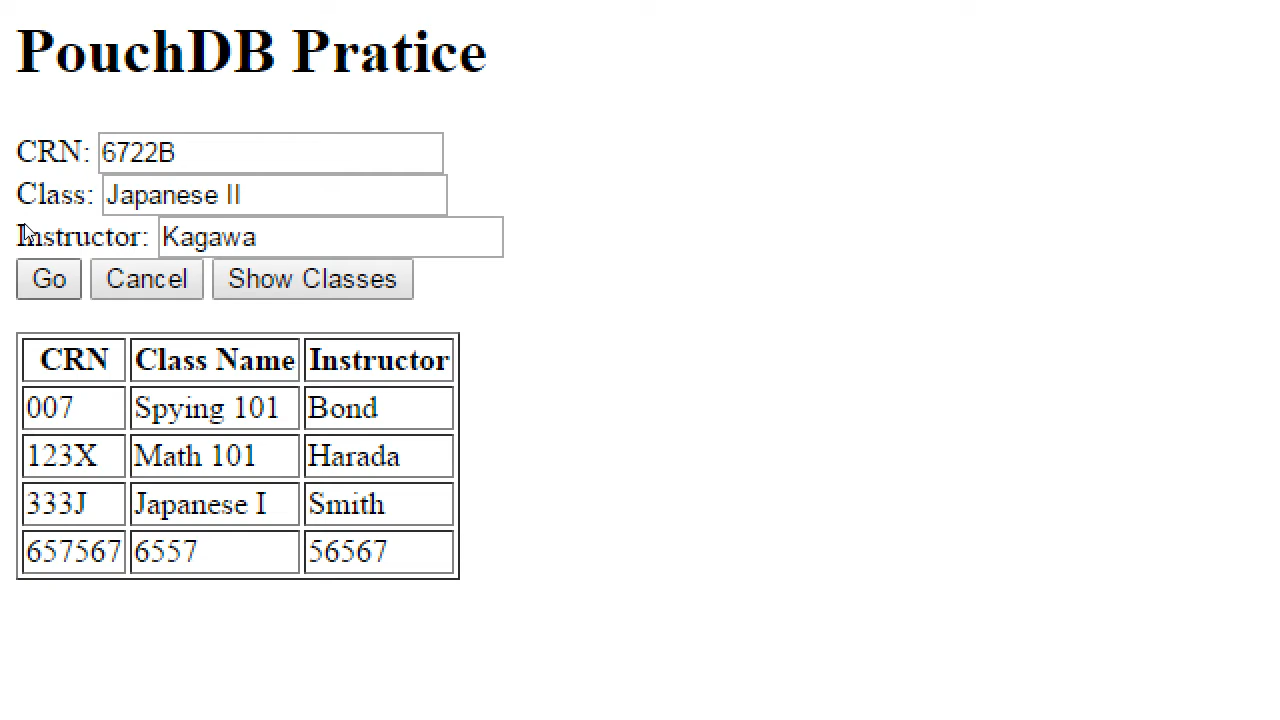 PouchDB Pratice
CRN: 6722B
Class: Japanese II
Instructor: Kagawa
Go Cancel Show Classes
CRN Class Name Instructor
007 Spying 101 Bond
123X Math 101 Harada
333J Japanese I Smith
657567 6557 56567